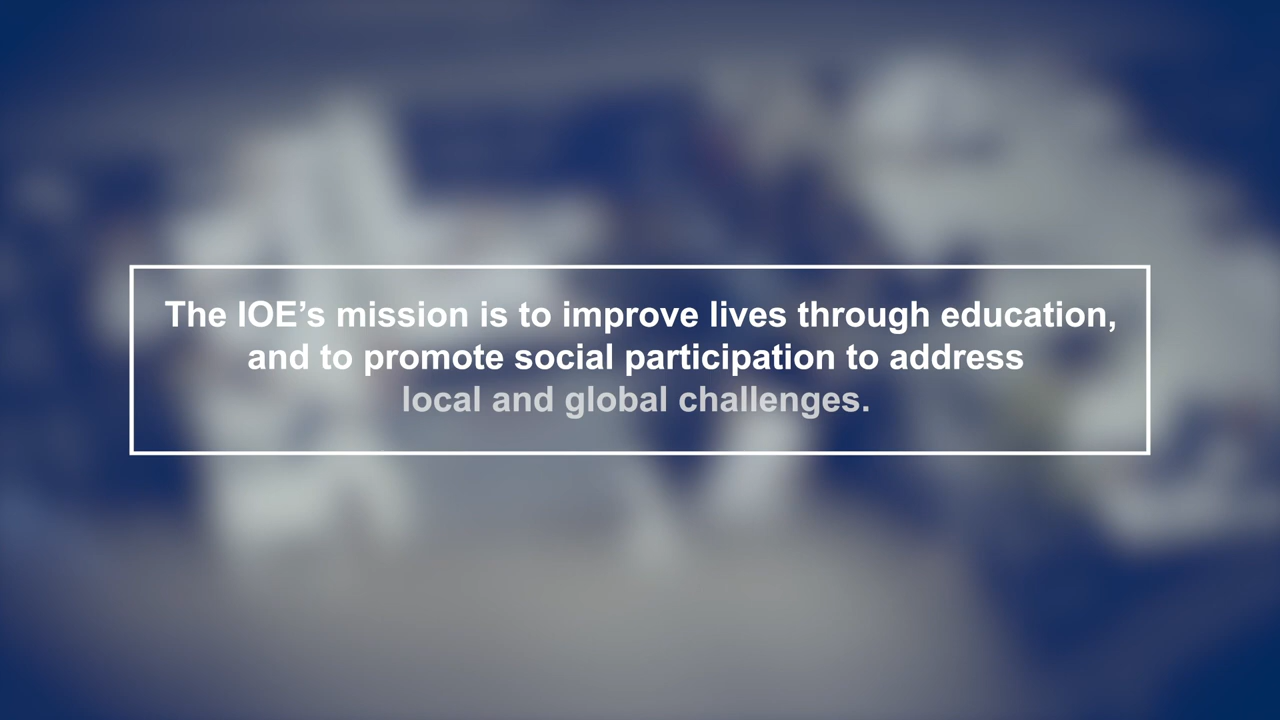 The IOE’s mission is to improve lives through education,
and to promote social participation to address
local and global challenges.